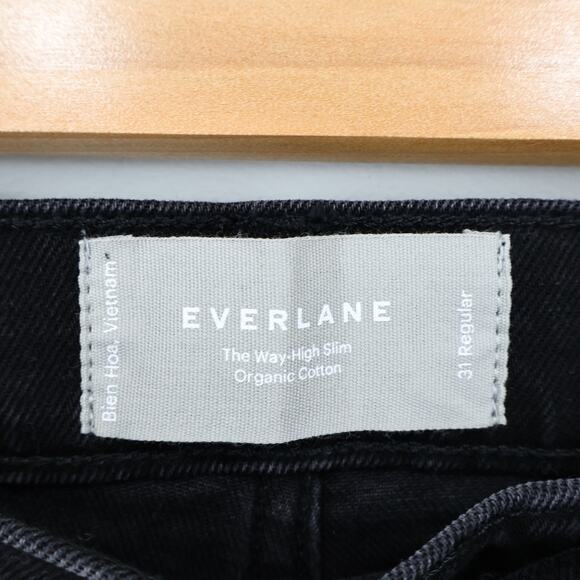 Bien Hoa, Vietnam
EVERLANE
The Way-High Slim
Organic Cotton
31 Regular